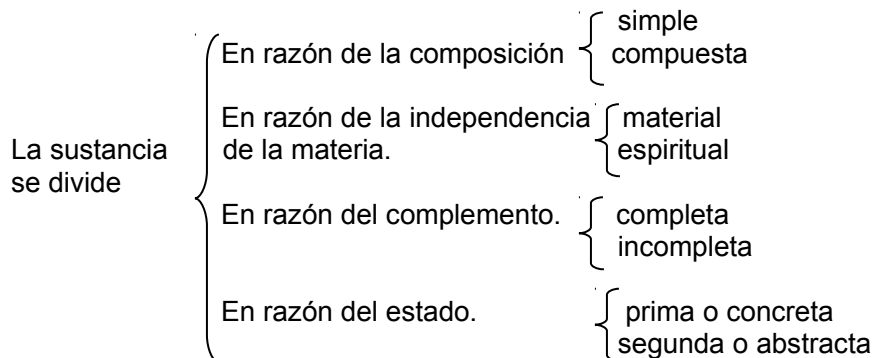 La sustancia
se divide
En razón de la composición
simple
compuesta
En razón de la independencia
de la materia.
material
espiritual
En razón del complemento.
completa
incompleta
En razón del estado.
prima o concreta
segunda o abstracta